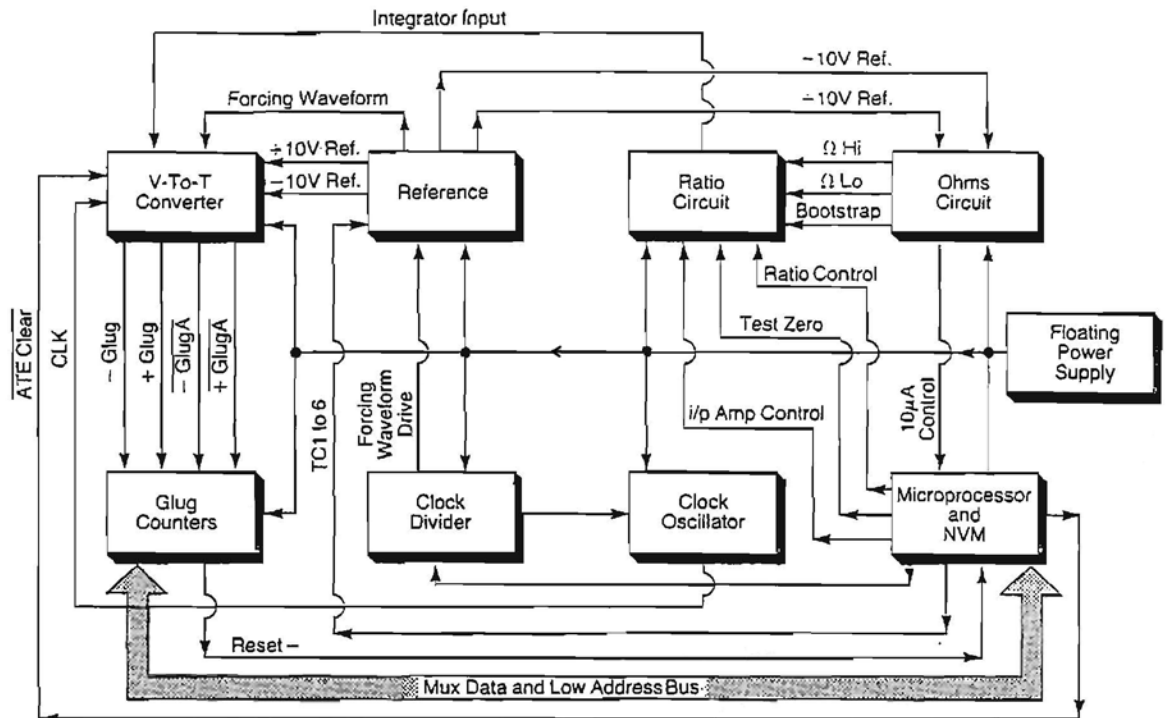 Integrator Input
−10V Ref.
Forcing Waveform
−10V Ref.
V-To-T
Converter
÷10V Ref.
−10V Ref.
Reference
Ratio
Circuit
Ω Hi
Ω Lo
Bootstrap
Ohms
Circuit
Ratio Control
Test Zero
Floating
Power
Supply
ATE Clear
CLK
− Glug
+ Glug
− GlugA
+ GlugA
TC1 to 6
Forcing
Waveform
Drive
i/p Amp Control
10µA
Control
Glug
Counters
Clock
Divider
Clock
Oscillator
Microprocessor
and
NVM
Reset −
Mux Data and Low Address Bus